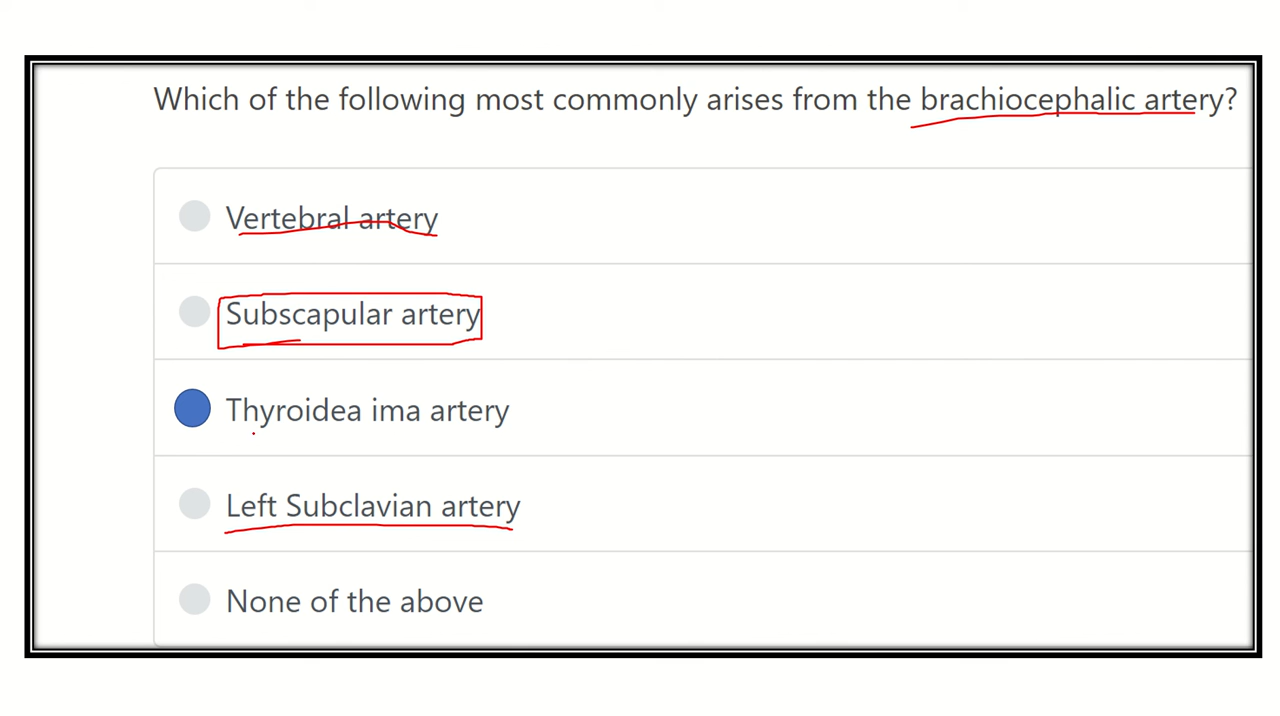 Which of the following most commonly arises from the brachiocephalic artery?
Vertebral artery
Subscapular artery
Thyroidea ima artery
Left Subclavian artery
None of the above